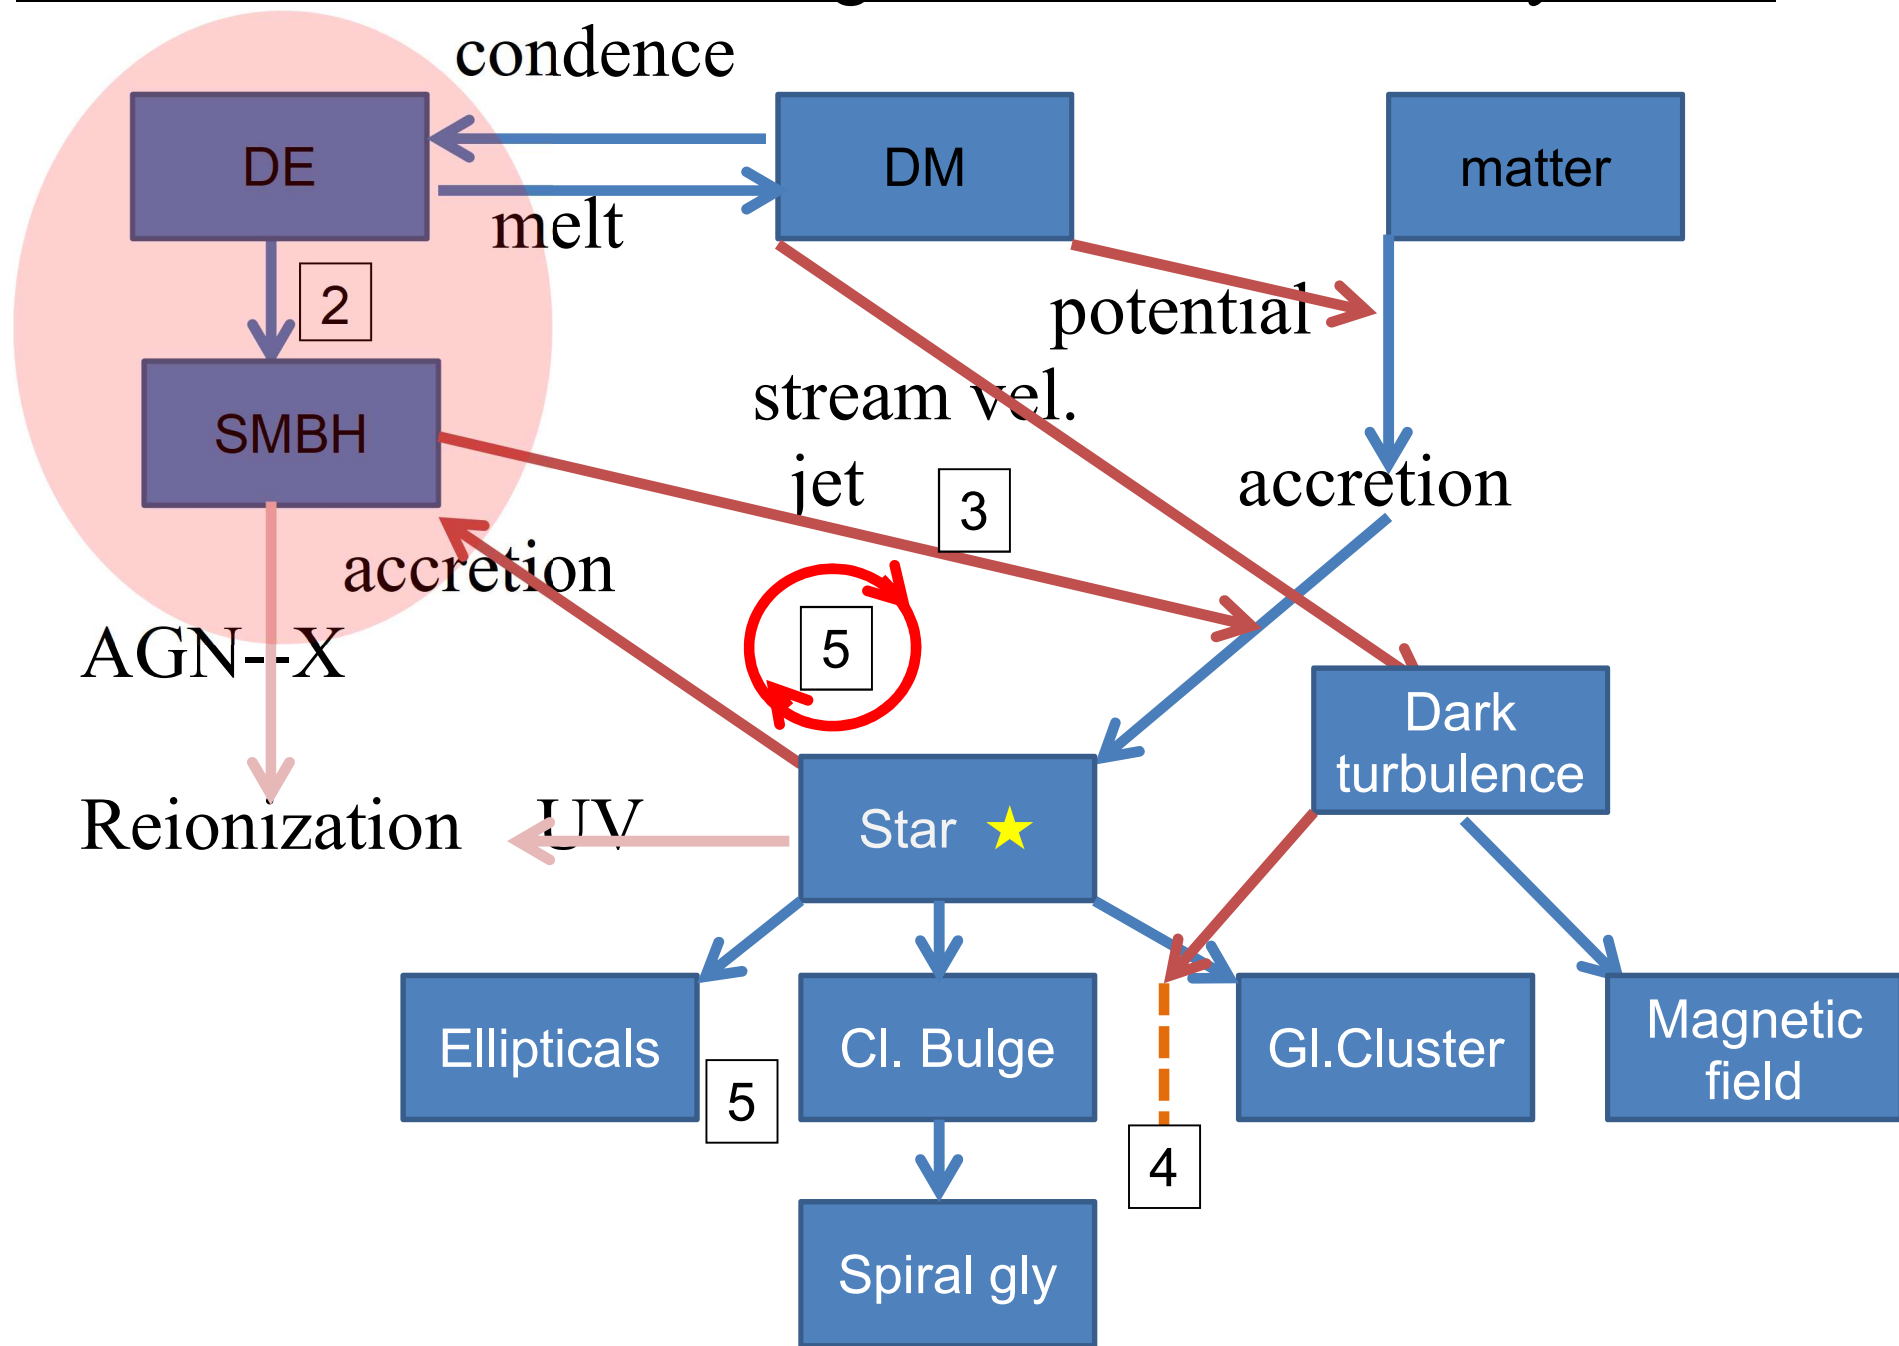 condence
DE
DM
matter
melt
2
potential
stream vel.
SMBH
jet
3
accretion
accretion
5
AGN--X
Dark
turbulence
Reionization
UV
Star
Ellipticals
Cl. Bulge
Gl.Cluster
Magnetic
field
5
4
Spiral gly